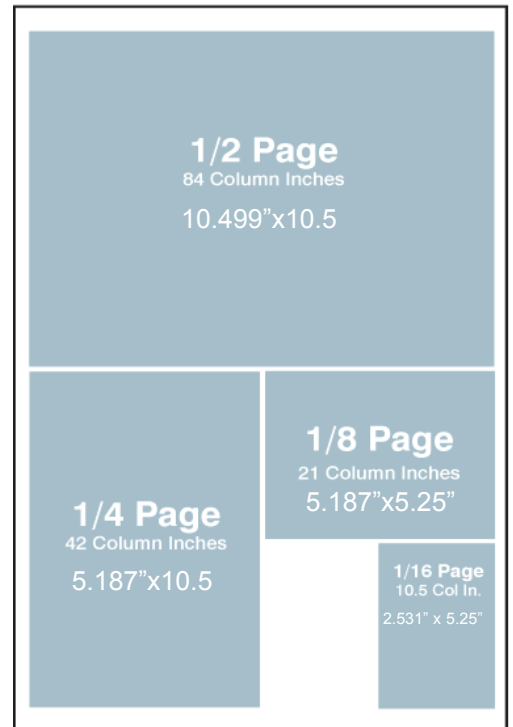 1/2 Page
84 Column Inches
10.499”x10.5
1/8 Page
21 Column Inches
5.187”x5.25”
1/4 Page
42 Column Inches
5.187”x10.5
1/16 Page
10.5 Col In.
2.531” x 5.25”